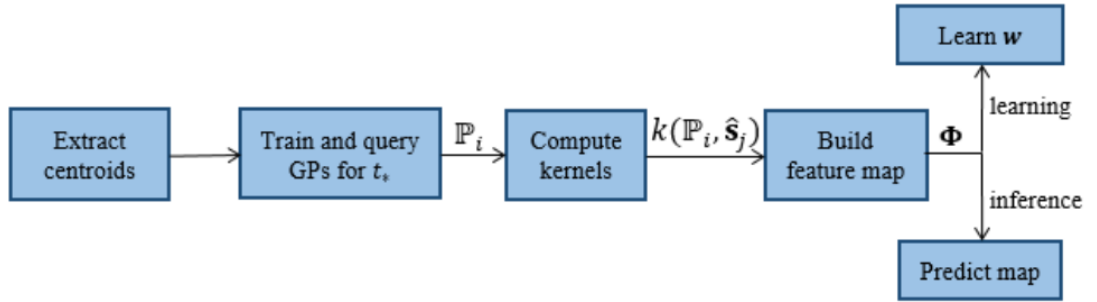 Extract
centroids
Train and query
GPs for t*
ℙᵢ
Compute
kernels
k(ℙᵢ, ŝⱼ)
Build
feature map
Φ
Learn w
learning
inference
Predict map